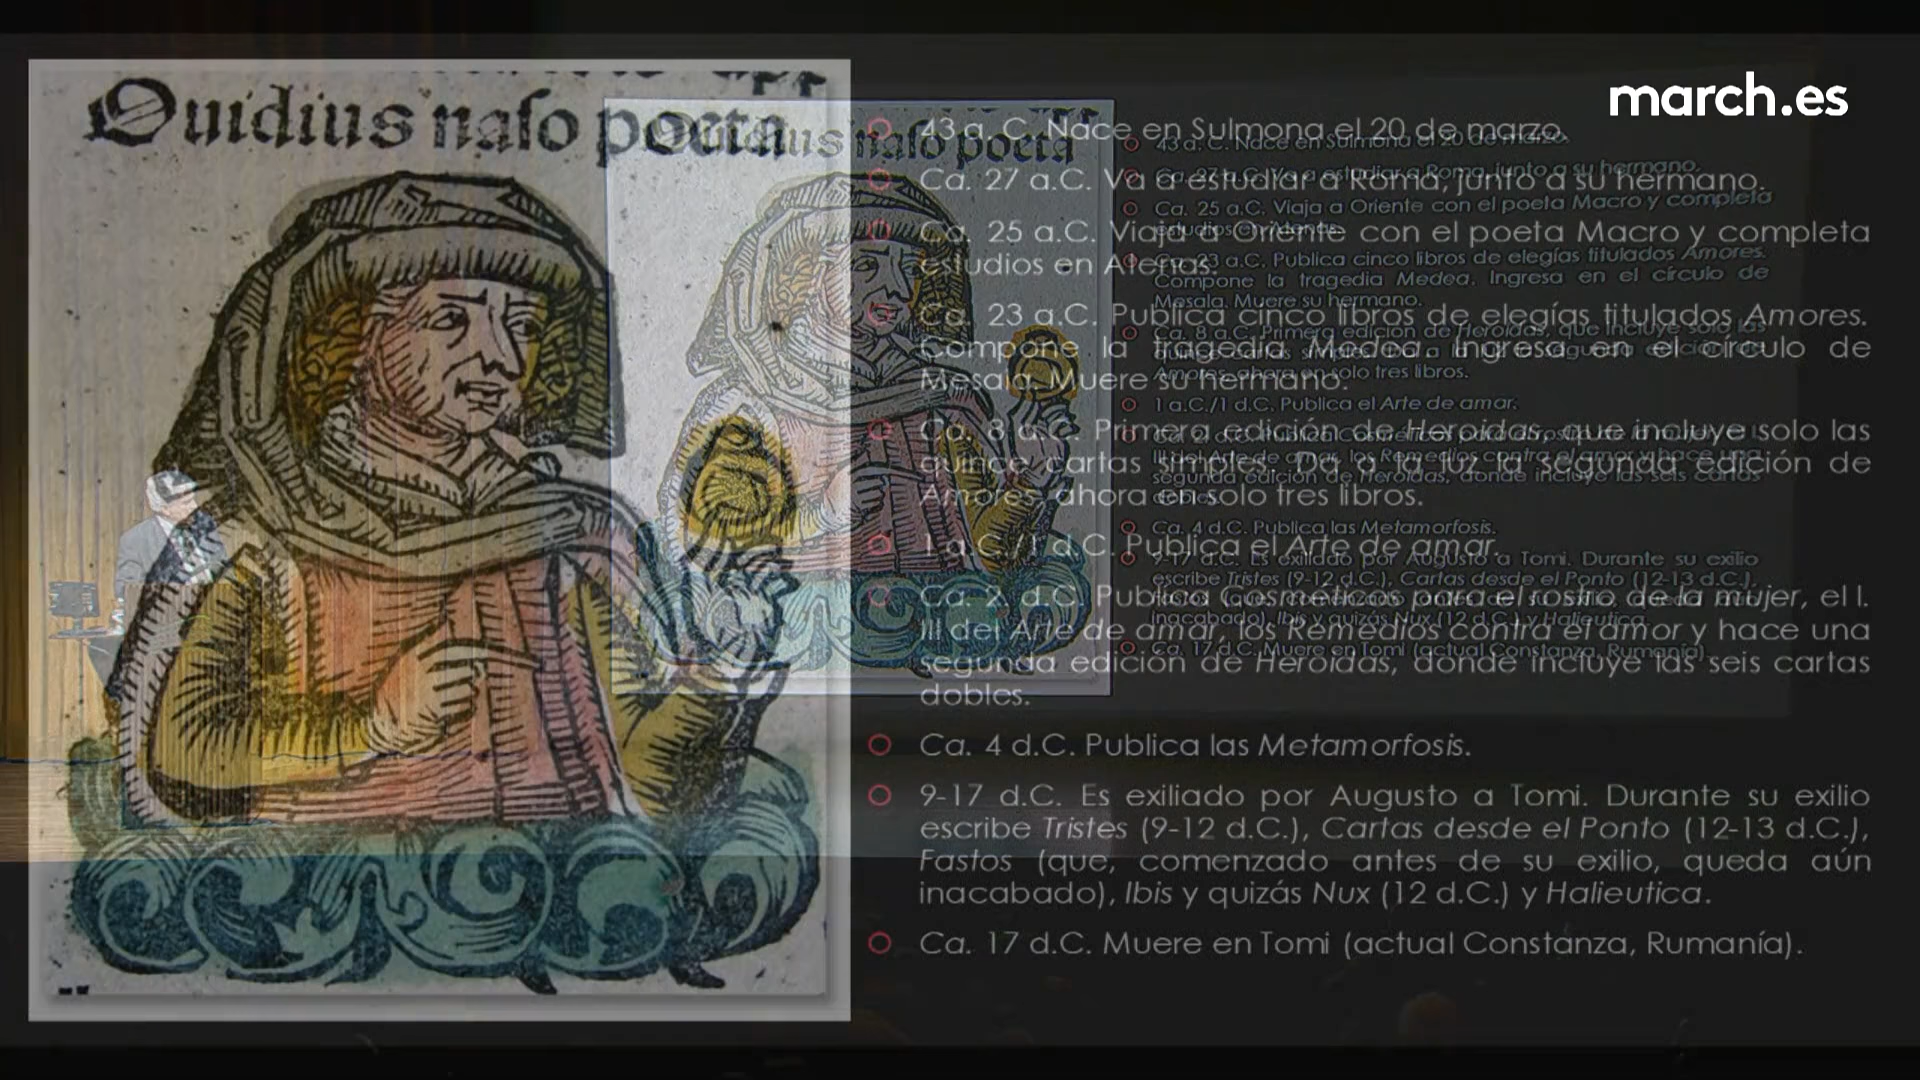 march.es
Ouidius naso poeta
43 a. C. Nace en Sulmona el 20 de marzo.
Ca. 27 a.C. Va a estudiar a Roma, junto a su hermano.
Ca. 25 a.C. Viaja a Oriente con el poeta Macro y completa
estudios en Atenas.
Ca. 23 a.C. Publica cinco libros de elegías titulados Amores.
Compone la tragedia Medea. Ingresa en el círculo de
Mesala. Muere su hermano.
Ca. 8 a.C. Primera edición de Heroidas, que incluye solo las
quince cartas simples. Da a la luz la segunda edición de
Amores, ahora en solo tres libros.
1 a.C./1 d.C. Publica el Arte de amar.
Ca. 2 d.C. Publica Cosméticos para el rostro de la mujer, el l.
III del Arte de amar, los Remedios contra el amor y hace una
segunda edición de Heroidas, donde incluye las seis cartas
dobles.
Ca. 4 d.C. Publica las Metamorfosis.
9-17 d.C. Es exiliado por Augusto a Tomi. Durante su exilio
escribe Tristes (9-12 d.C.), Cartas desde el Ponto (12-13 d.C.),
Fastos (que, comenzado antes de su exilio, queda aún
inacabado), Ibis y quizás Nux (12 d.C.) y Halieutica.
Ca. 17 d.C. Muere en Tomi (actual Constanza, Rumanía).